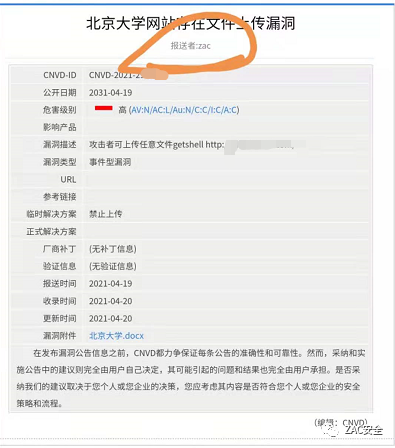 北京大学网站存在文件上传漏洞
报送者:zac
CNVD-ID CNVD-2021-2
公开日期 2031-04-19
危害级别 高 (AV:N/AC:L/Au:N/C:C/I:C/A:C)
影响产品
漏洞描述 攻击者可上传任意文件getshell http:
漏洞类型 事件型漏洞
URL
参考链接
临时解决方案 禁止上传
正式解决方案
厂商补丁 (无补丁信息)
验证信息 (无验证信息)
报送时间 2021-04-19
收录时间 2021-04-20
更新时间 2021-04-20
漏洞附件 北京大学.docx
在发布漏洞公告信息之前，CNVD都力争保证每条公告的准确性和可靠性。然而，采纳和实
施公告中的建议则完全由用户自己决定，其可能引起的问题和结果也完全由用户承担。是否采
纳我们的建议取决于您个人或您企业的决策，您应考虑其内容是否符合您个人或您企业的安全
策略和流程。
(编辑：CNVD)
ZAC安全